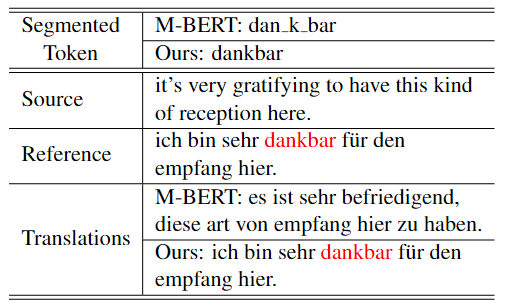 Segmented
Token
M-BERT: dan_k_bar
Ours: dankbar
Source
it's very gratifying to have this kind
of reception here.
Reference
ich bin sehr dankbar für den
empfang hier.
Translations
M-BERT: es ist sehr befriedigend,
diese art von empfang hier zu haben.
Ours: ich bin sehr dankbar für den
empfang hier.